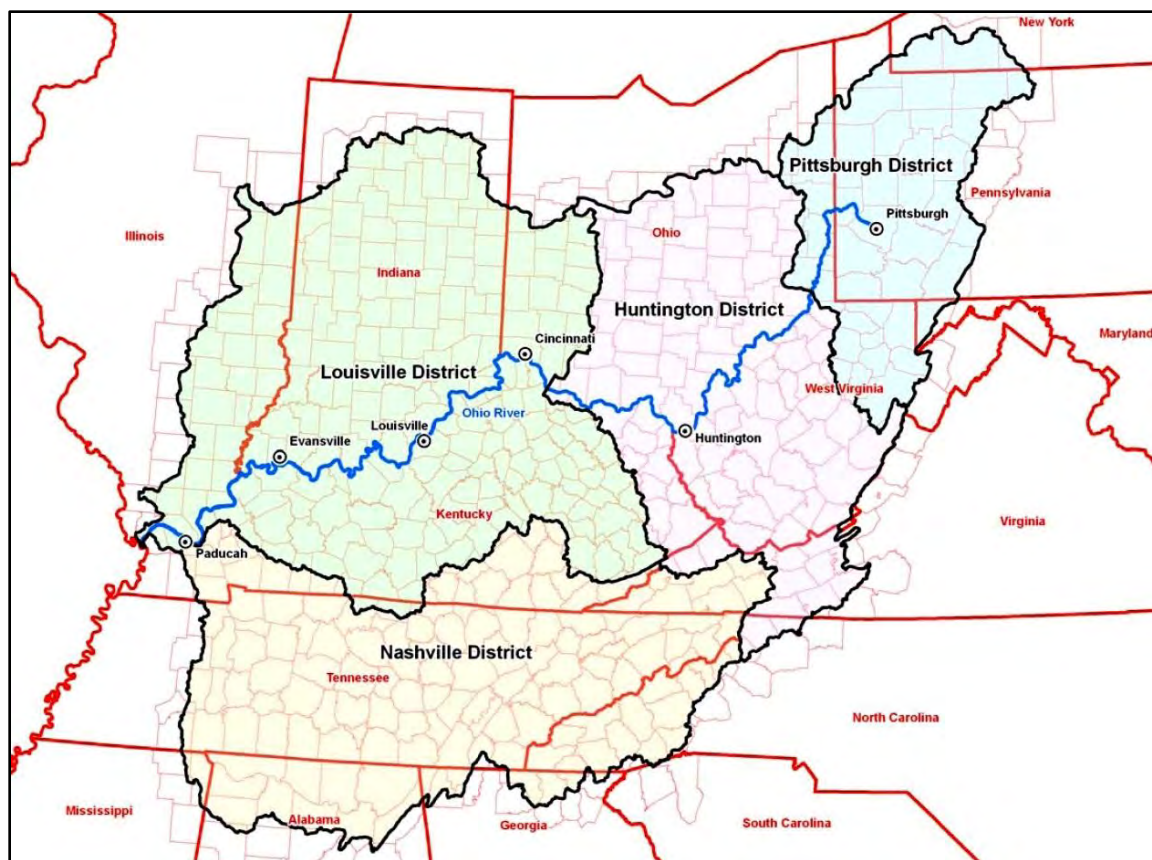 New York
Pittsburgh District
Pennsylvania
Pittsburgh
Illinois
Ohio
Indiana
Huntington District
Maryland
Cincinnati
Louisville District
West Virginia
Ohio River
Louisville
Evansville
Huntington
Kentucky
Virginia
Paducah
Nashville District
Tennessee
North Carolina
Mississippi
Alabama
Georgia
South Carolina